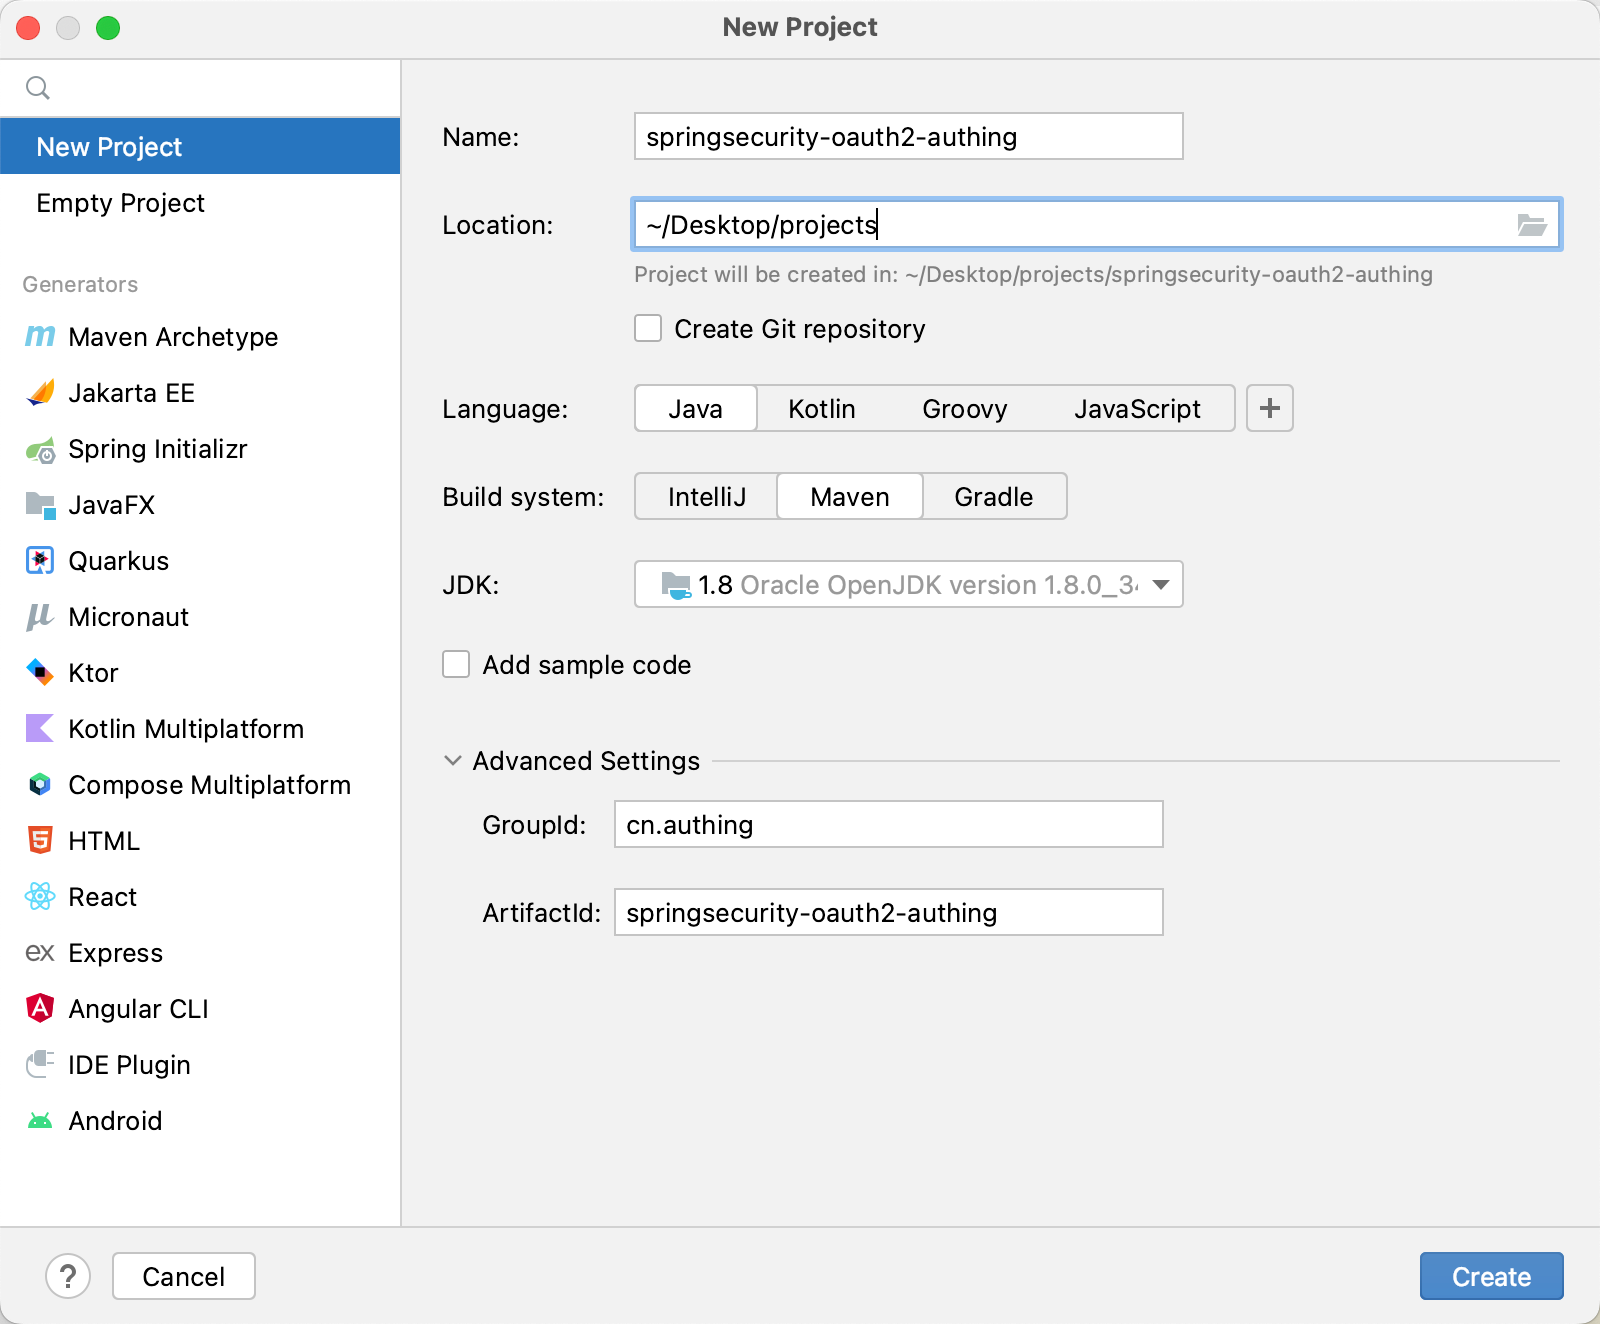 New Project
New Project
Empty Project
Generators
Maven Archetype
Jakarta EE
Spring Initializr
JavaFX
Quarkus
Micronaut
Ktor
Kotlin Multiplatform
Compose Multiplatform
HTML
React
ex Express
Angular CLI
IDE Plugin
Android
Name: springsecurity-oauth2-authing
Location: ~/Desktop/projects
Project will be created in: ~/Desktop/projects/springsecurity-oauth2-authing
Create Git repository
Language: Java Kotlin Groovy JavaScript +
Build system: IntelliJ Maven Gradle
JDK: 1.8 Oracle OpenJDK version 1.8.0_3
Add sample code
Advanced Settings
GroupId: cn.authing
ArtifactId: springsecurity-oauth2-authing
? Cancel Create